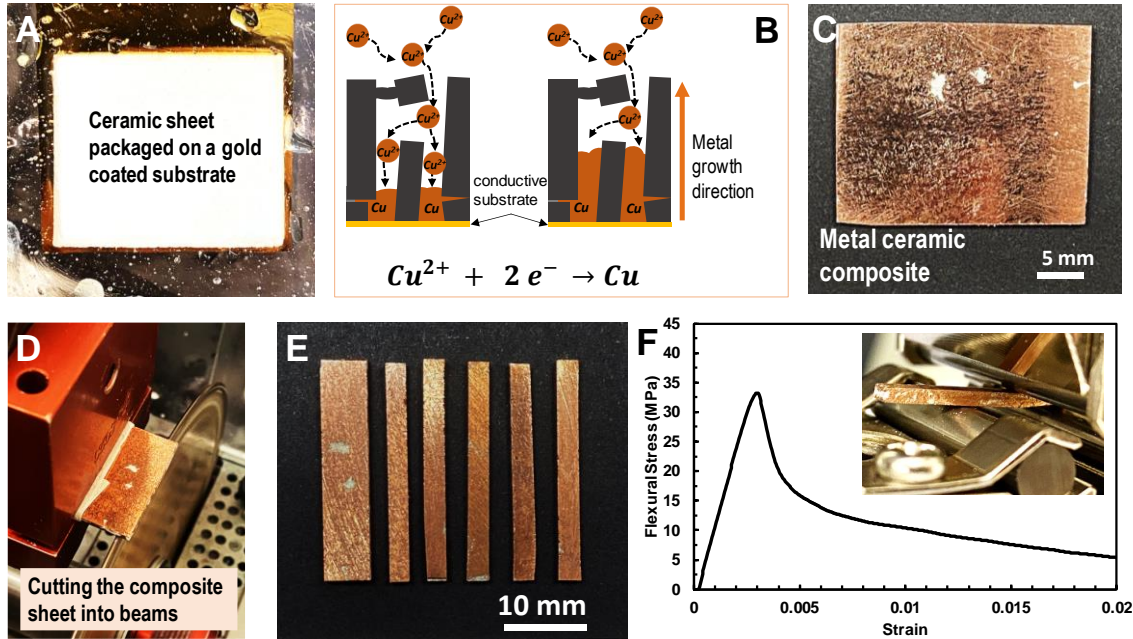 A
Ceramic sheet
packaged on a gold
coated substrate
B
Cu²⁺
Cu²⁺
Cu²⁺
Cu²⁺
Cu²⁺
Cu²⁺
Cu
Cu
Cu²⁺
Cu²⁺
Cu²⁺
Cu²⁺
Cu
Cu
conductive
substrate
Metal
growth
direction
Cu²⁺ + 2 e⁻ → Cu
C
Metal ceramic
composite
5 mm
D
Cutting the composite
sheet into beams
E
10 mm
F
Flexural Stress (MPa)
45
40
35
30
25
20
15
10
5
0
0
0.005
0.01
0.015
0.02
Strain